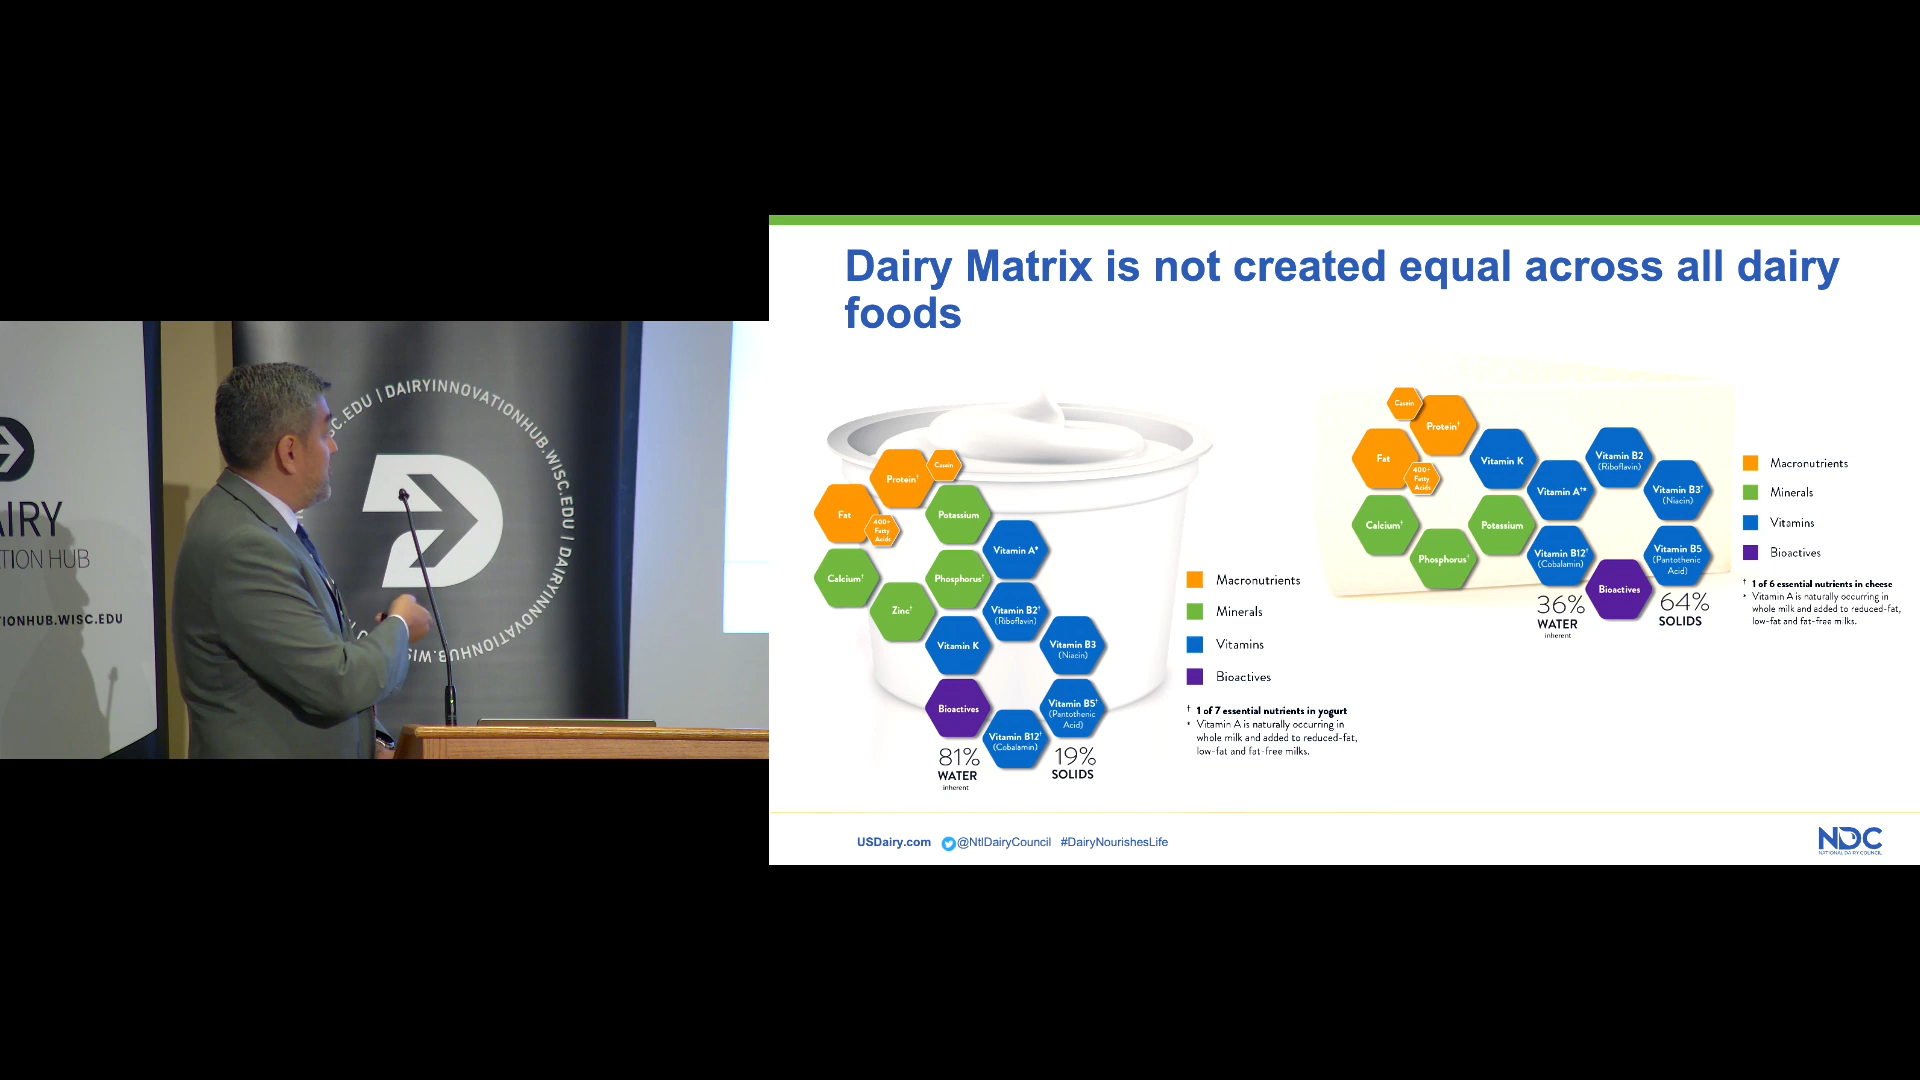 .EDU | DAIRYINNOVATIONHUB.WISC.EDU | DAIRYINNOVATIONHUB.WISC.EDU
AIRY
TION HUB
IONHUB.WISC.EDU
Dairy Matrix is not created equal across all dairy
foods
Casein
Protein†
Fat
400+
Fatty
Acids
Potassium
Vitamin A*
Calcium†
Phosphorus†
Zinc†
Vitamin B2†
(Riboflavin)
Vitamin K
Vitamin B3
(Niacin)
Bioactives
Vitamin B5†
(Pantothenic
Acid)
Vitamin B12†
(Cobalamin)
81%
WATER
inherent
19%
SOLIDS
Macronutrients
Minerals
Vitamins
Bioactives
† 1 of 7 essential nutrients in yogurt
* Vitamin A is naturally occurring in
whole milk and added to reduced-fat,
low-fat and fat-free milks.
Casein
Protein†
Fat
400+
Fatty
Acids
Vitamin K
Vitamin B2
(Riboflavin)
Vitamin A†*
Vitamin B3†
(Niacin)
Calcium†
Potassium
Phosphorus†
Vitamin B12†
(Cobalamin)
Vitamin B5
(Pantothenic
Acid)
Bioactives
36%
WATER
inherent
64%
SOLIDS
Macronutrients
Minerals
Vitamins
Bioactives
† 1 of 6 essential nutrients in cheese
* Vitamin A is naturally occurring in
whole milk and added to reduced-fat,
low-fat and fat-free milks.
USDairy.com @NtlDairyCouncil #DairyNourishesLife
NDC
NATIONAL DAIRY COUNCIL